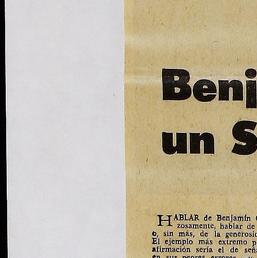 Benj
un S
HABLAR de Benjamín
zosamente, hablar de
o, sin más, de la generosi
El ejemplo más extremo p
afirmación sería el de seña